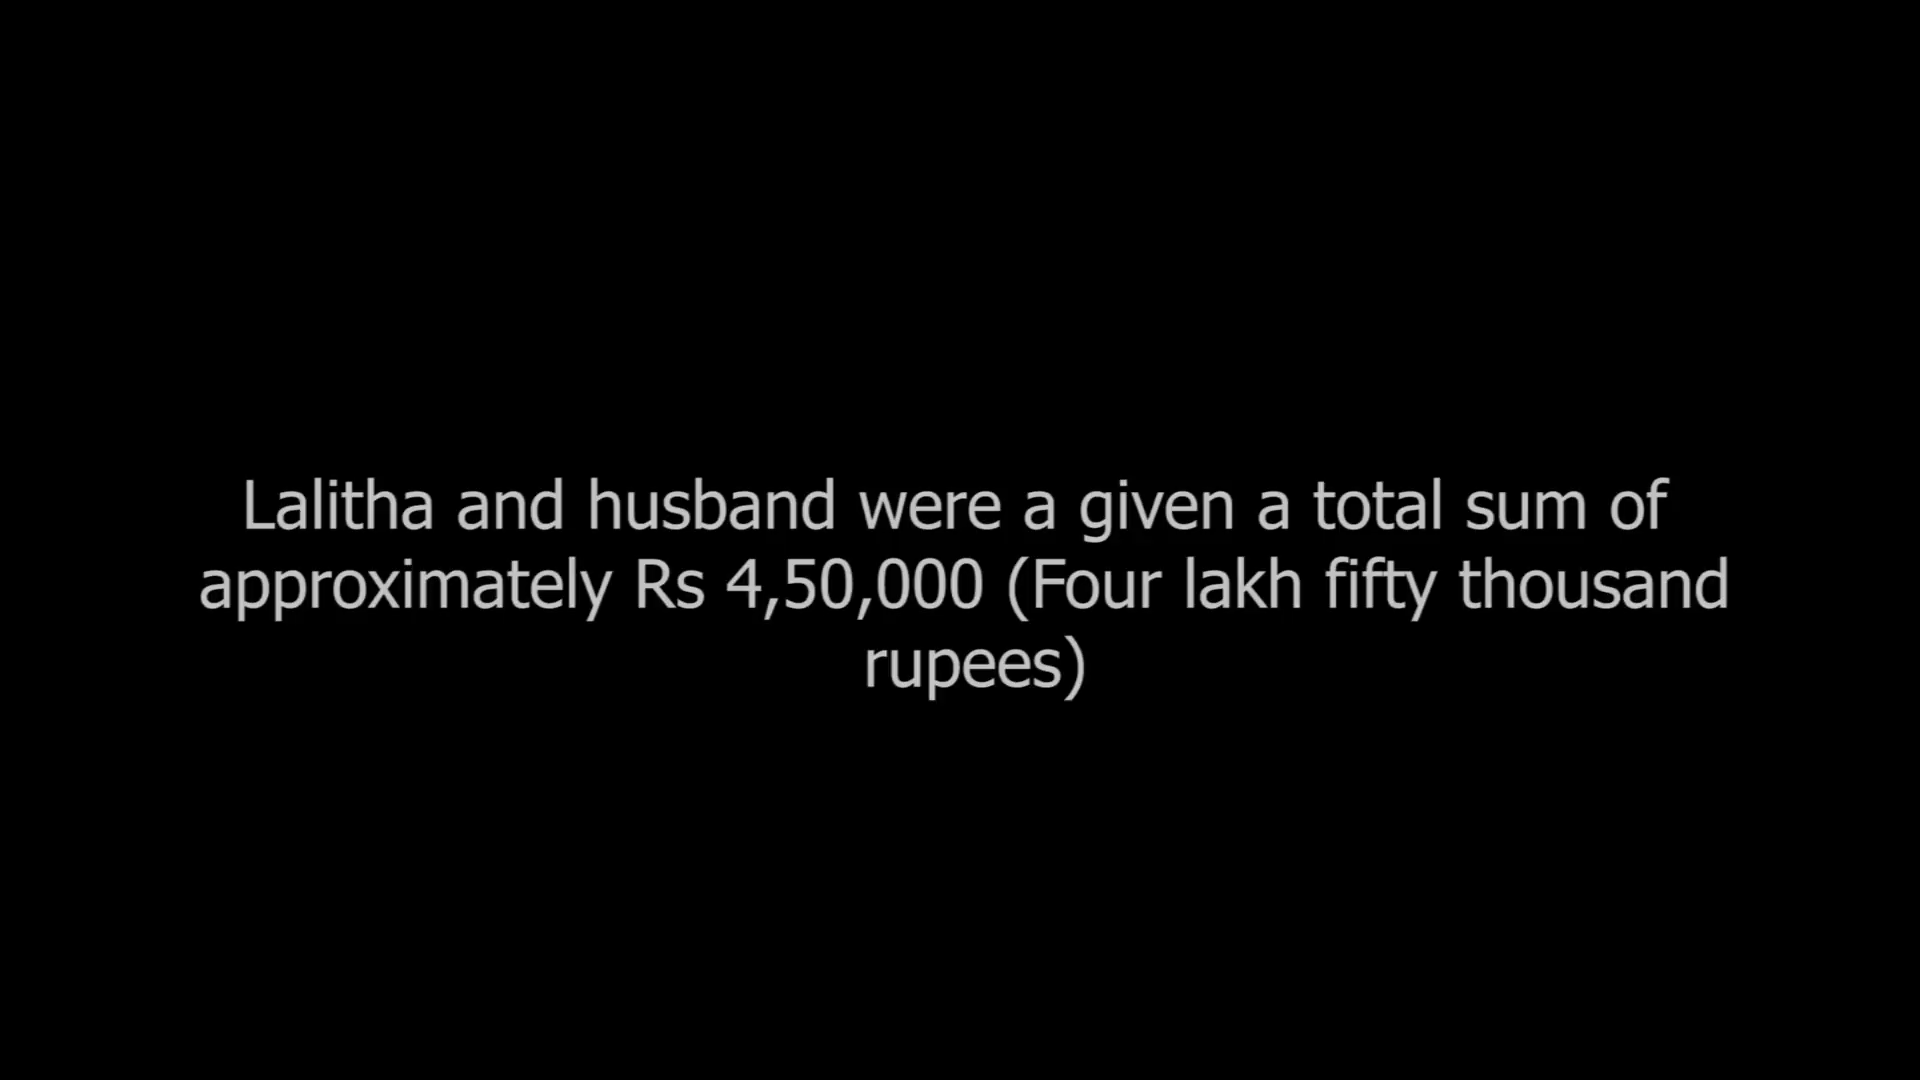 Lalitha and husband were a given a total sum of
approximately Rs 4,50,000 (Four lakh fifty thousand
rupees)